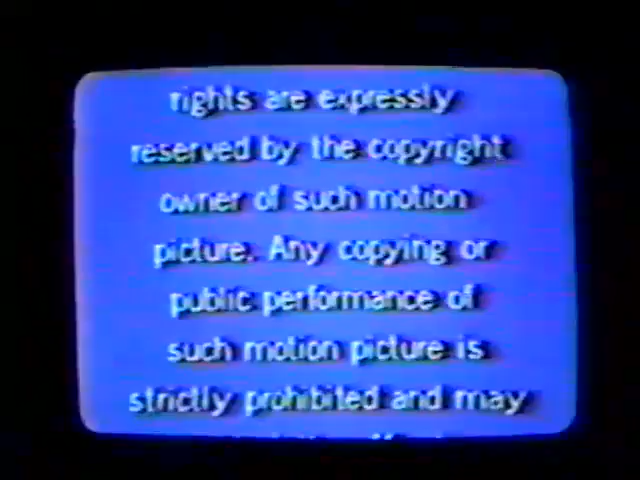 rights are expressly
reserved by the copyright
owner of such motion
picture. Any copying or
public performance of
such motion picture is
strictly prohibited and may